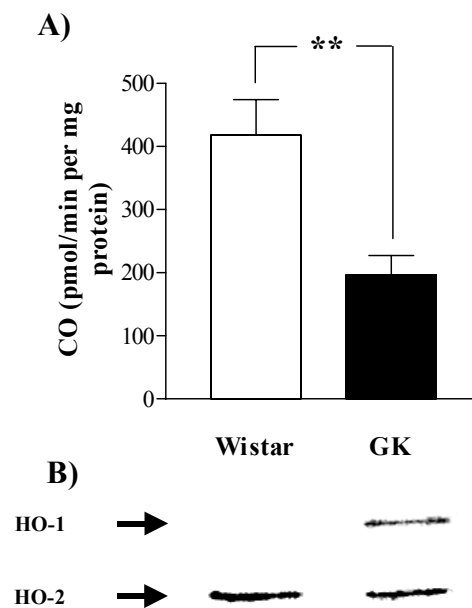 A)
**
CO (pmol/min per mg
protein)
500
400
300
200
100
0
Wistar GK
B)
HO-1
HO-2